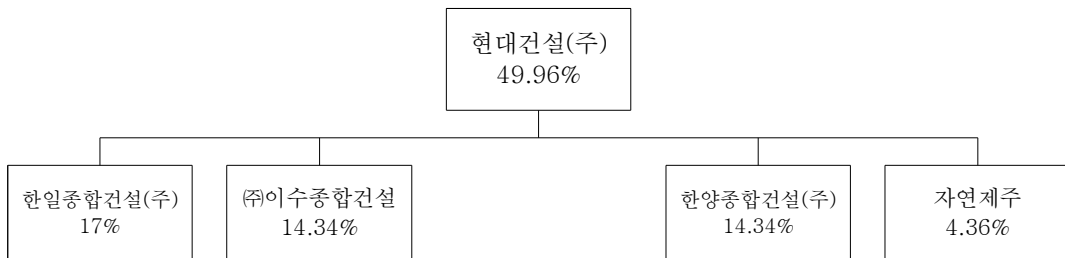 현대건설(주)
49.96%
한일종합건설(주)
17%
㈜이수종합건설
14.34%
한양종합건설(주)
14.34%
자연제주
4.36%